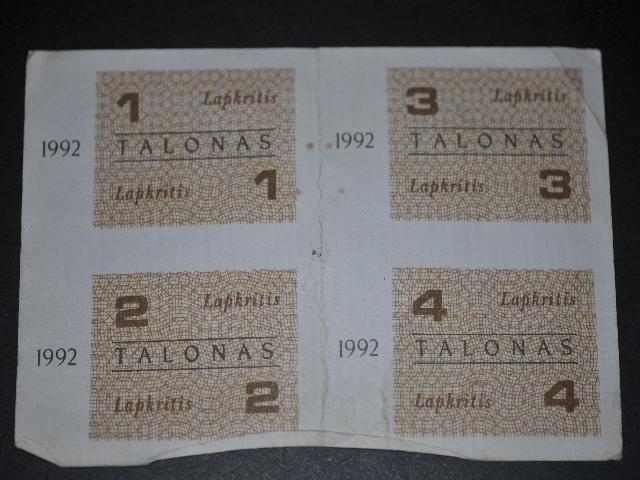 1 Lapkritis
1992 TALONAS
Lapkritis 1
3 Lapkritis
1992 TALONAS
Lapkritis 3
2 Lapkritis
1992 TALONAS
Lapkritis 2
4 Lapkritis
1992 TALONAS
Lapkritis 4